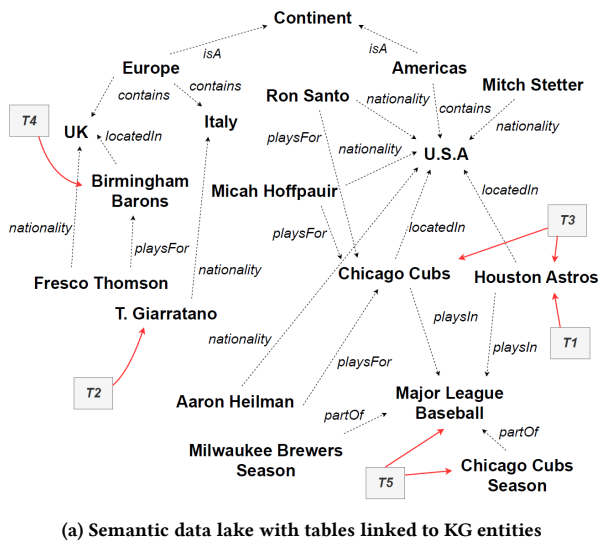 Continent
isA
isA
Europe
Americas
contains
contains
Ron Santo
nationality
contains
Mitch Stetter
nationality
T4
UK
locatedIn
Italy
playsFor
nationality
U.S.A
Birmingham
Barons
Micah Hoffpauir
locatedIn
nationality
playsFor
playsFor
locatedIn
T3
Fresco Thomson
nationality
Chicago Cubs
Houston Astros
T. Giarratano
nationality
playsIn
playsIn
T1
T2
playsFor
Aaron Heilman
Major League
Baseball
partOf
partOf
Milwaukee Brewers
Season
T5
Chicago Cubs
Season
(a) Semantic data lake with tables linked to KG entities